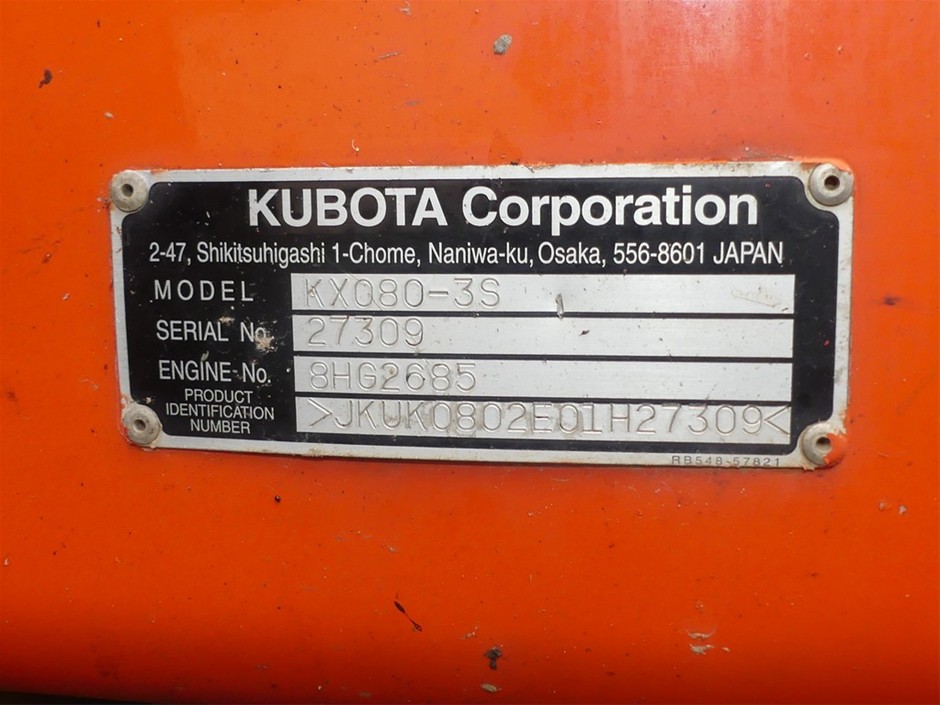 KUBOTA Corporation
2-47, Shikitsuhigashi 1-Chome, Naniwa-ku, Osaka, 556-8601 JAPAN
MODEL KX080-3S
SERIAL No. 27309
ENGINE No. 8HG2685
PRODUCT
IDENTIFICATION
NUMBER >JKUK0802E01H27309<
RB548-57821